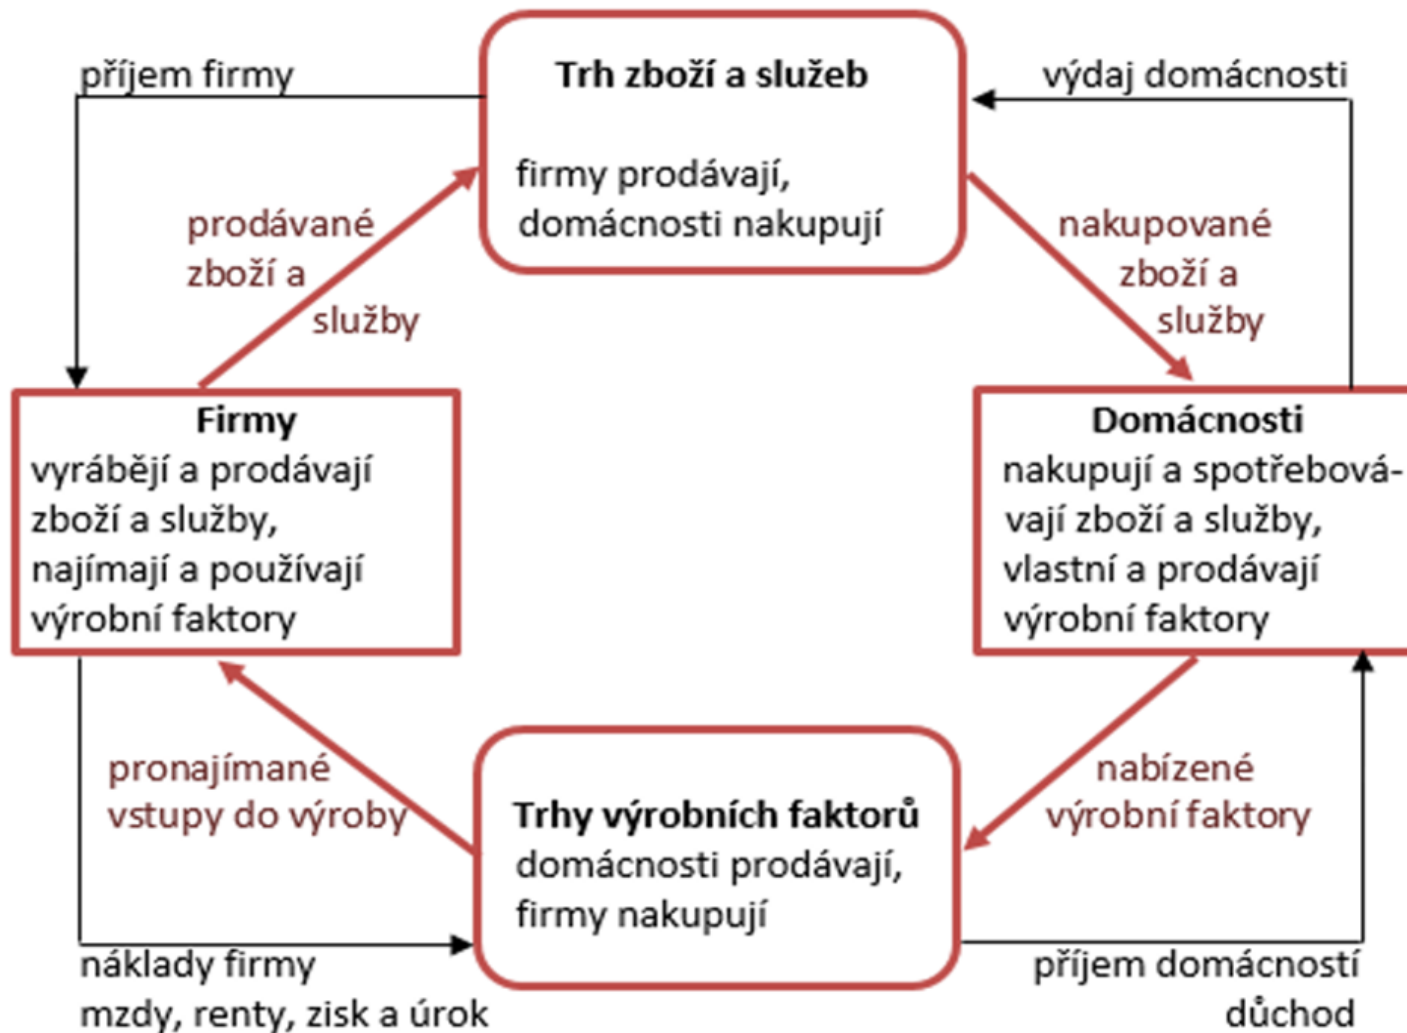 příjem firmy
Trh zboží a služeb
výdaj domácnosti
firmy prodávají,
domácnosti nakupují
prodávané
zboží a
služby
nakupované
zboží a
služby
Firmy
vyrábějí a prodávají
zboží a služby,
najímají a používají
výrobní faktory
Domácnosti
nakupují a spotřebová-
vají zboží a služby,
vlastní a prodávají
výrobní faktory
pronajímané
vstupy do výroby
Trhy výrobních faktorů
domácnosti prodávají,
firmy nakupují
nabízené
výrobní faktory
náklady firmy
mzdy, renty, zisk a úrok
příjem domácností
důchod